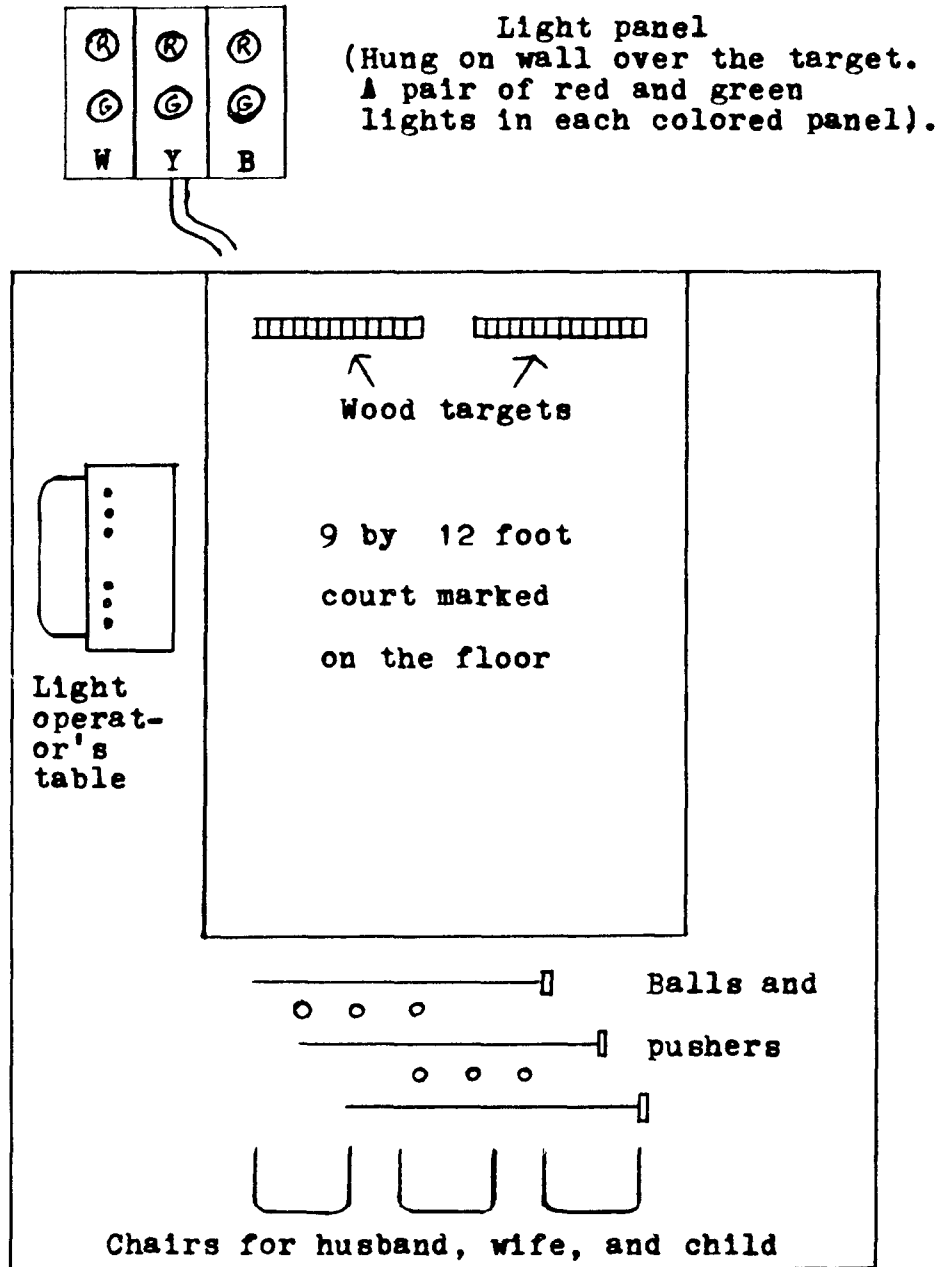 Light panel
(Hung on wall over the target.
A pair of red and green
lights in each colored panel).
R R R
G G G
W Y B
Wood targets
9 by 12 foot
court marked
on the floor
Light
operat-
or's
table
Balls and
pushers
Chairs for husband, wife, and child